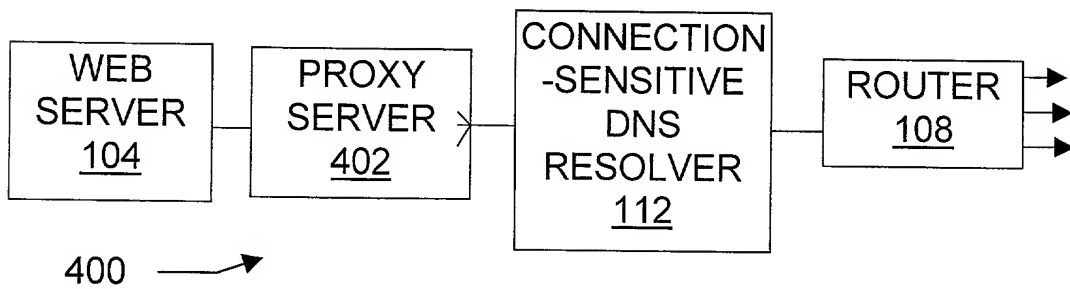 WEB
SERVER
104
PROXY
SERVER
402
CONNECTION
-SENSITIVE
DNS
RESOLVER
112
ROUTER
108
400